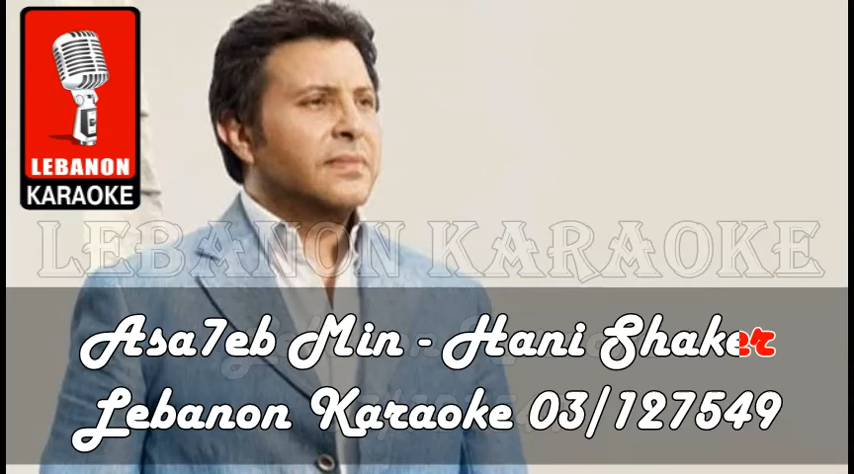 LEBANON
KARAOKE
LEBANON KARAOKE
Asa7eb Min - Hani Shaker
Lebanon Karaoke 03/127549